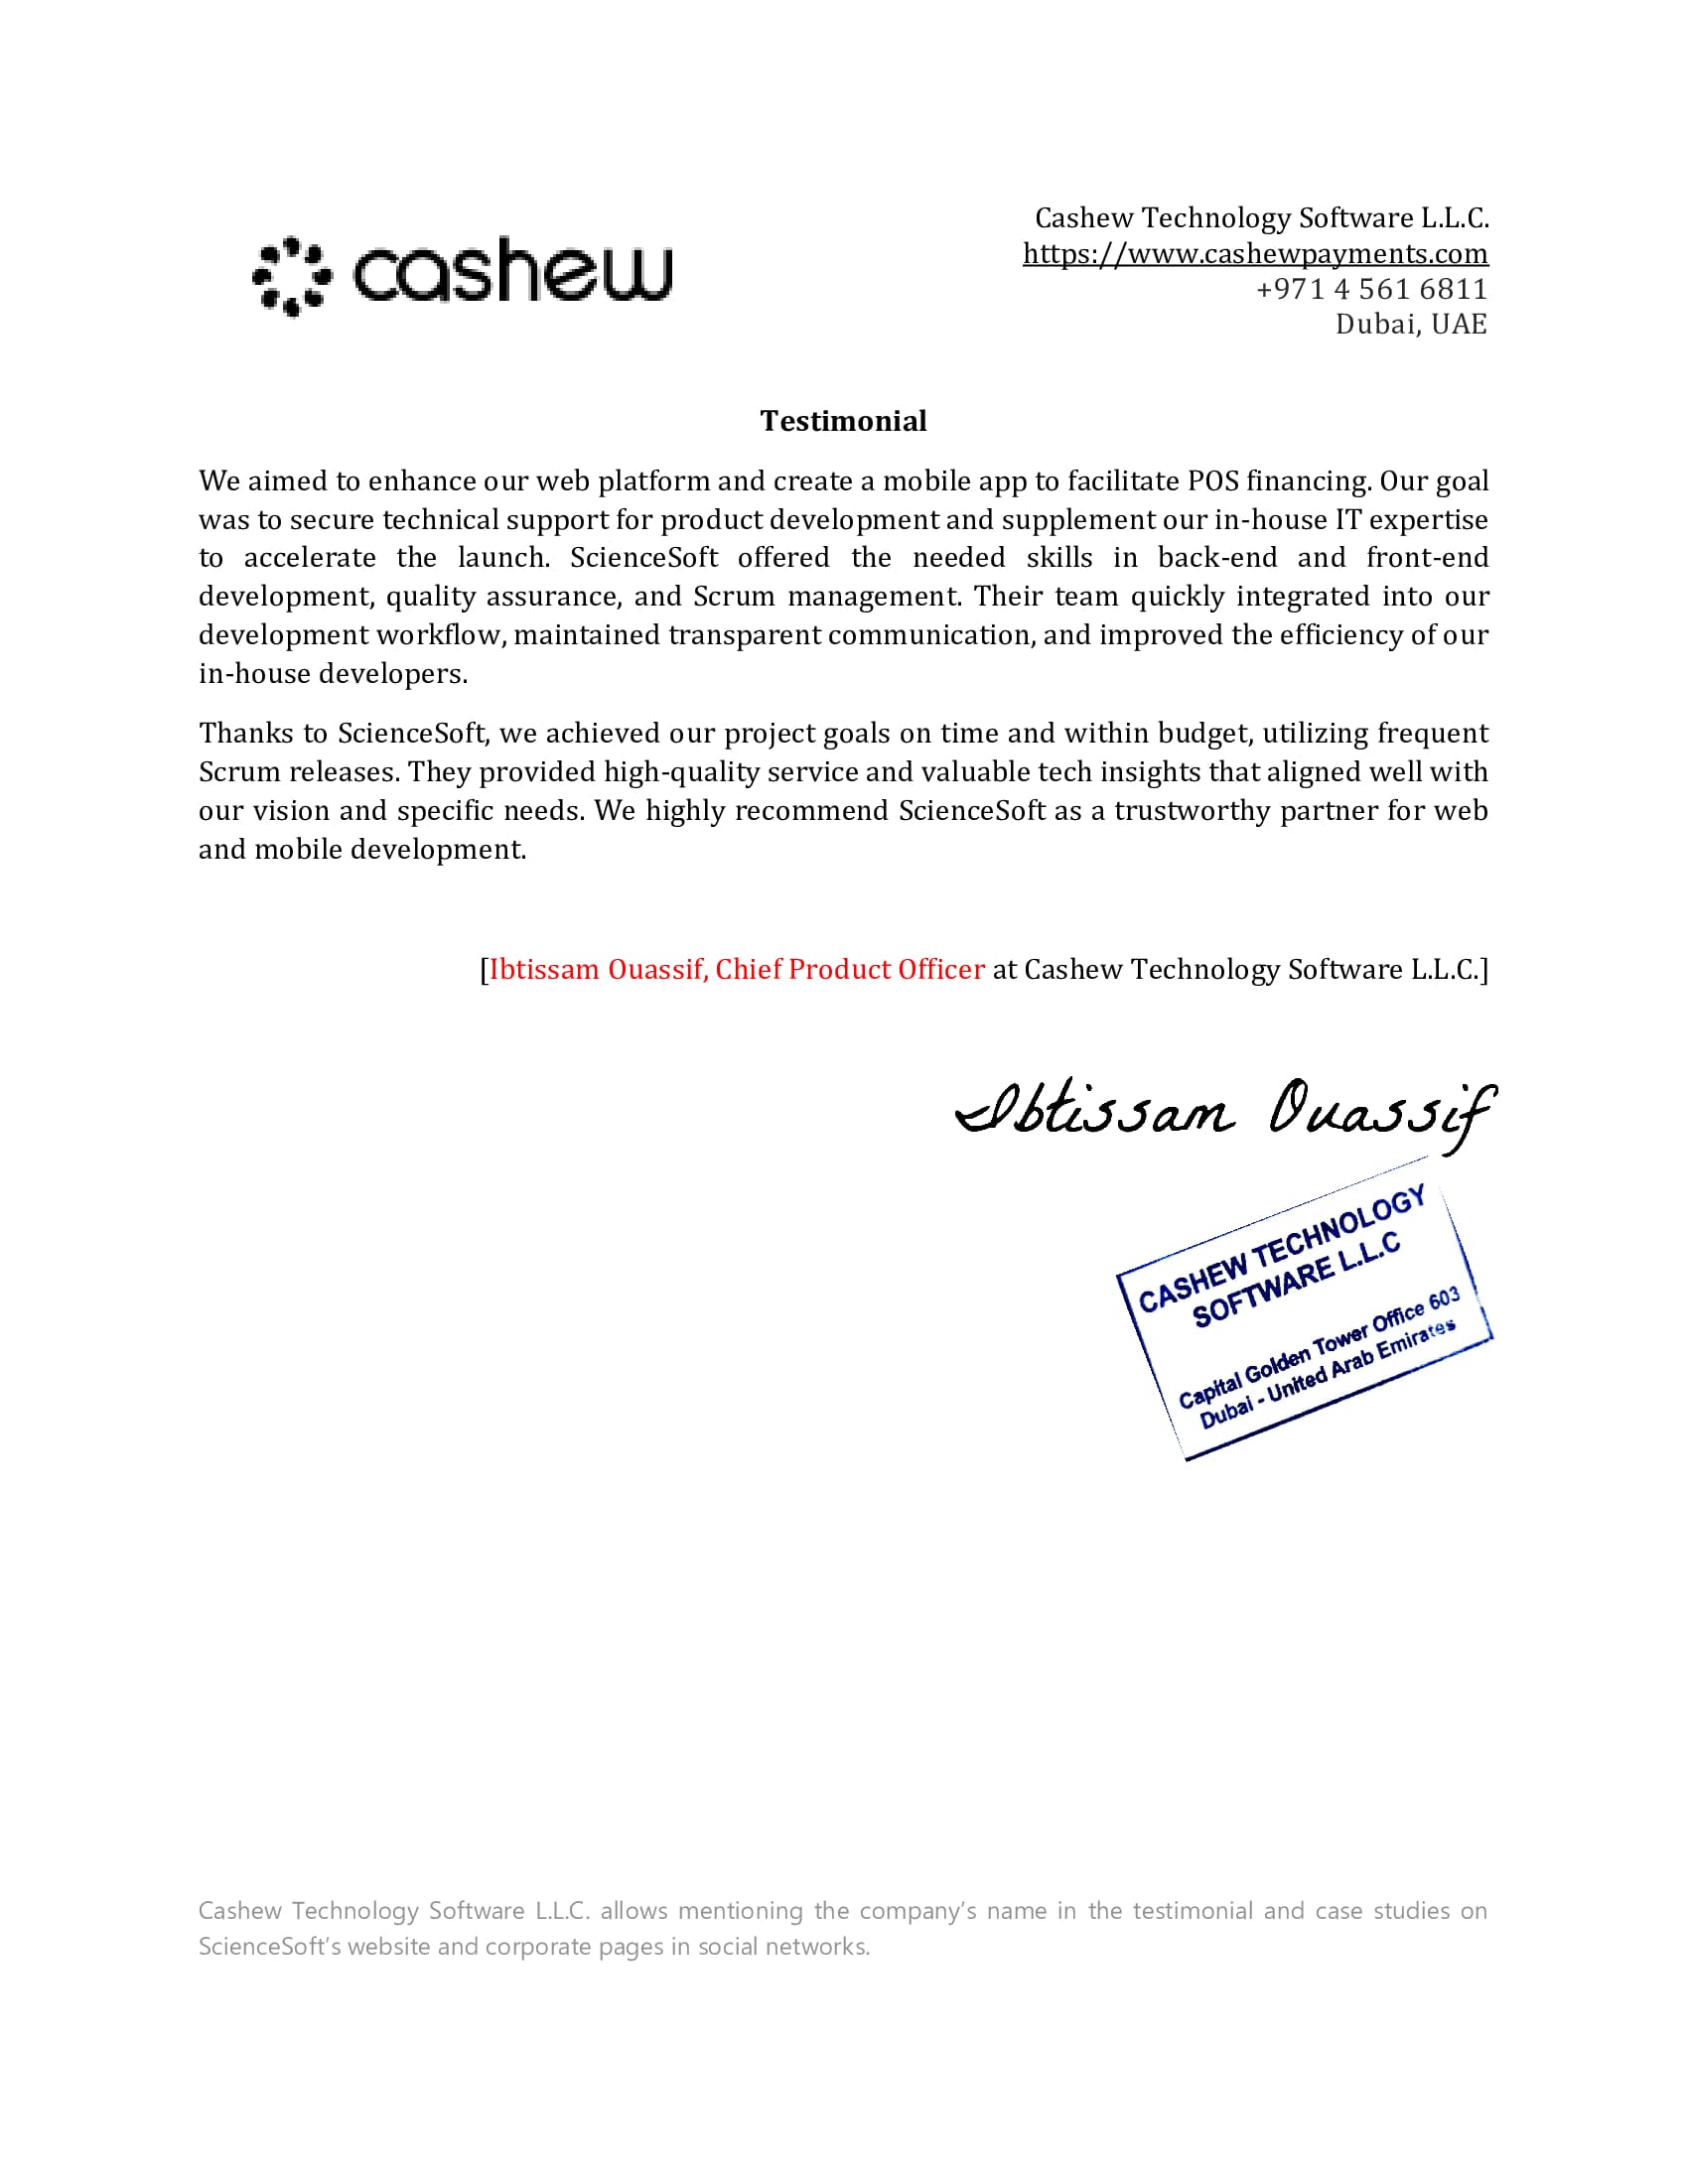 cashew
Cashew Technology Software L.L.C.
https://www.cashewpayments.com
+971 4 561 6811
Dubai, UAE
Testimonial
We aimed to enhance our web platform and create a mobile app to facilitate POS financing. Our goal
was to secure technical support for product development and supplement our in-house IT expertise
to accelerate the launch. ScienceSoft offered the needed skills in back-end and front-end
development, quality assurance, and Scrum management. Their team quickly integrated into our
development workflow, maintained transparent communication, and improved the efficiency of our
in-house developers.
Thanks to ScienceSoft, we achieved our project goals on time and within budget, utilizing frequent
Scrum releases. They provided high-quality service and valuable tech insights that aligned well with
our vision and specific needs. We highly recommend ScienceSoft as a trustworthy partner for web
and mobile development.
[Ibtissam Ouassif, Chief Product Officer at Cashew Technology Software L.L.C.]
Ibtissam Ouassif
CASHEW TECHNOLOGY
SOFTWARE L.L.C
Capital Golden Tower Office 603
Dubai - United Arab Emirates
Cashew Technology Software L.L.C. allows mentioning the company’s name in the testimonial and case studies on
ScienceSoft’s website and corporate pages in social networks.